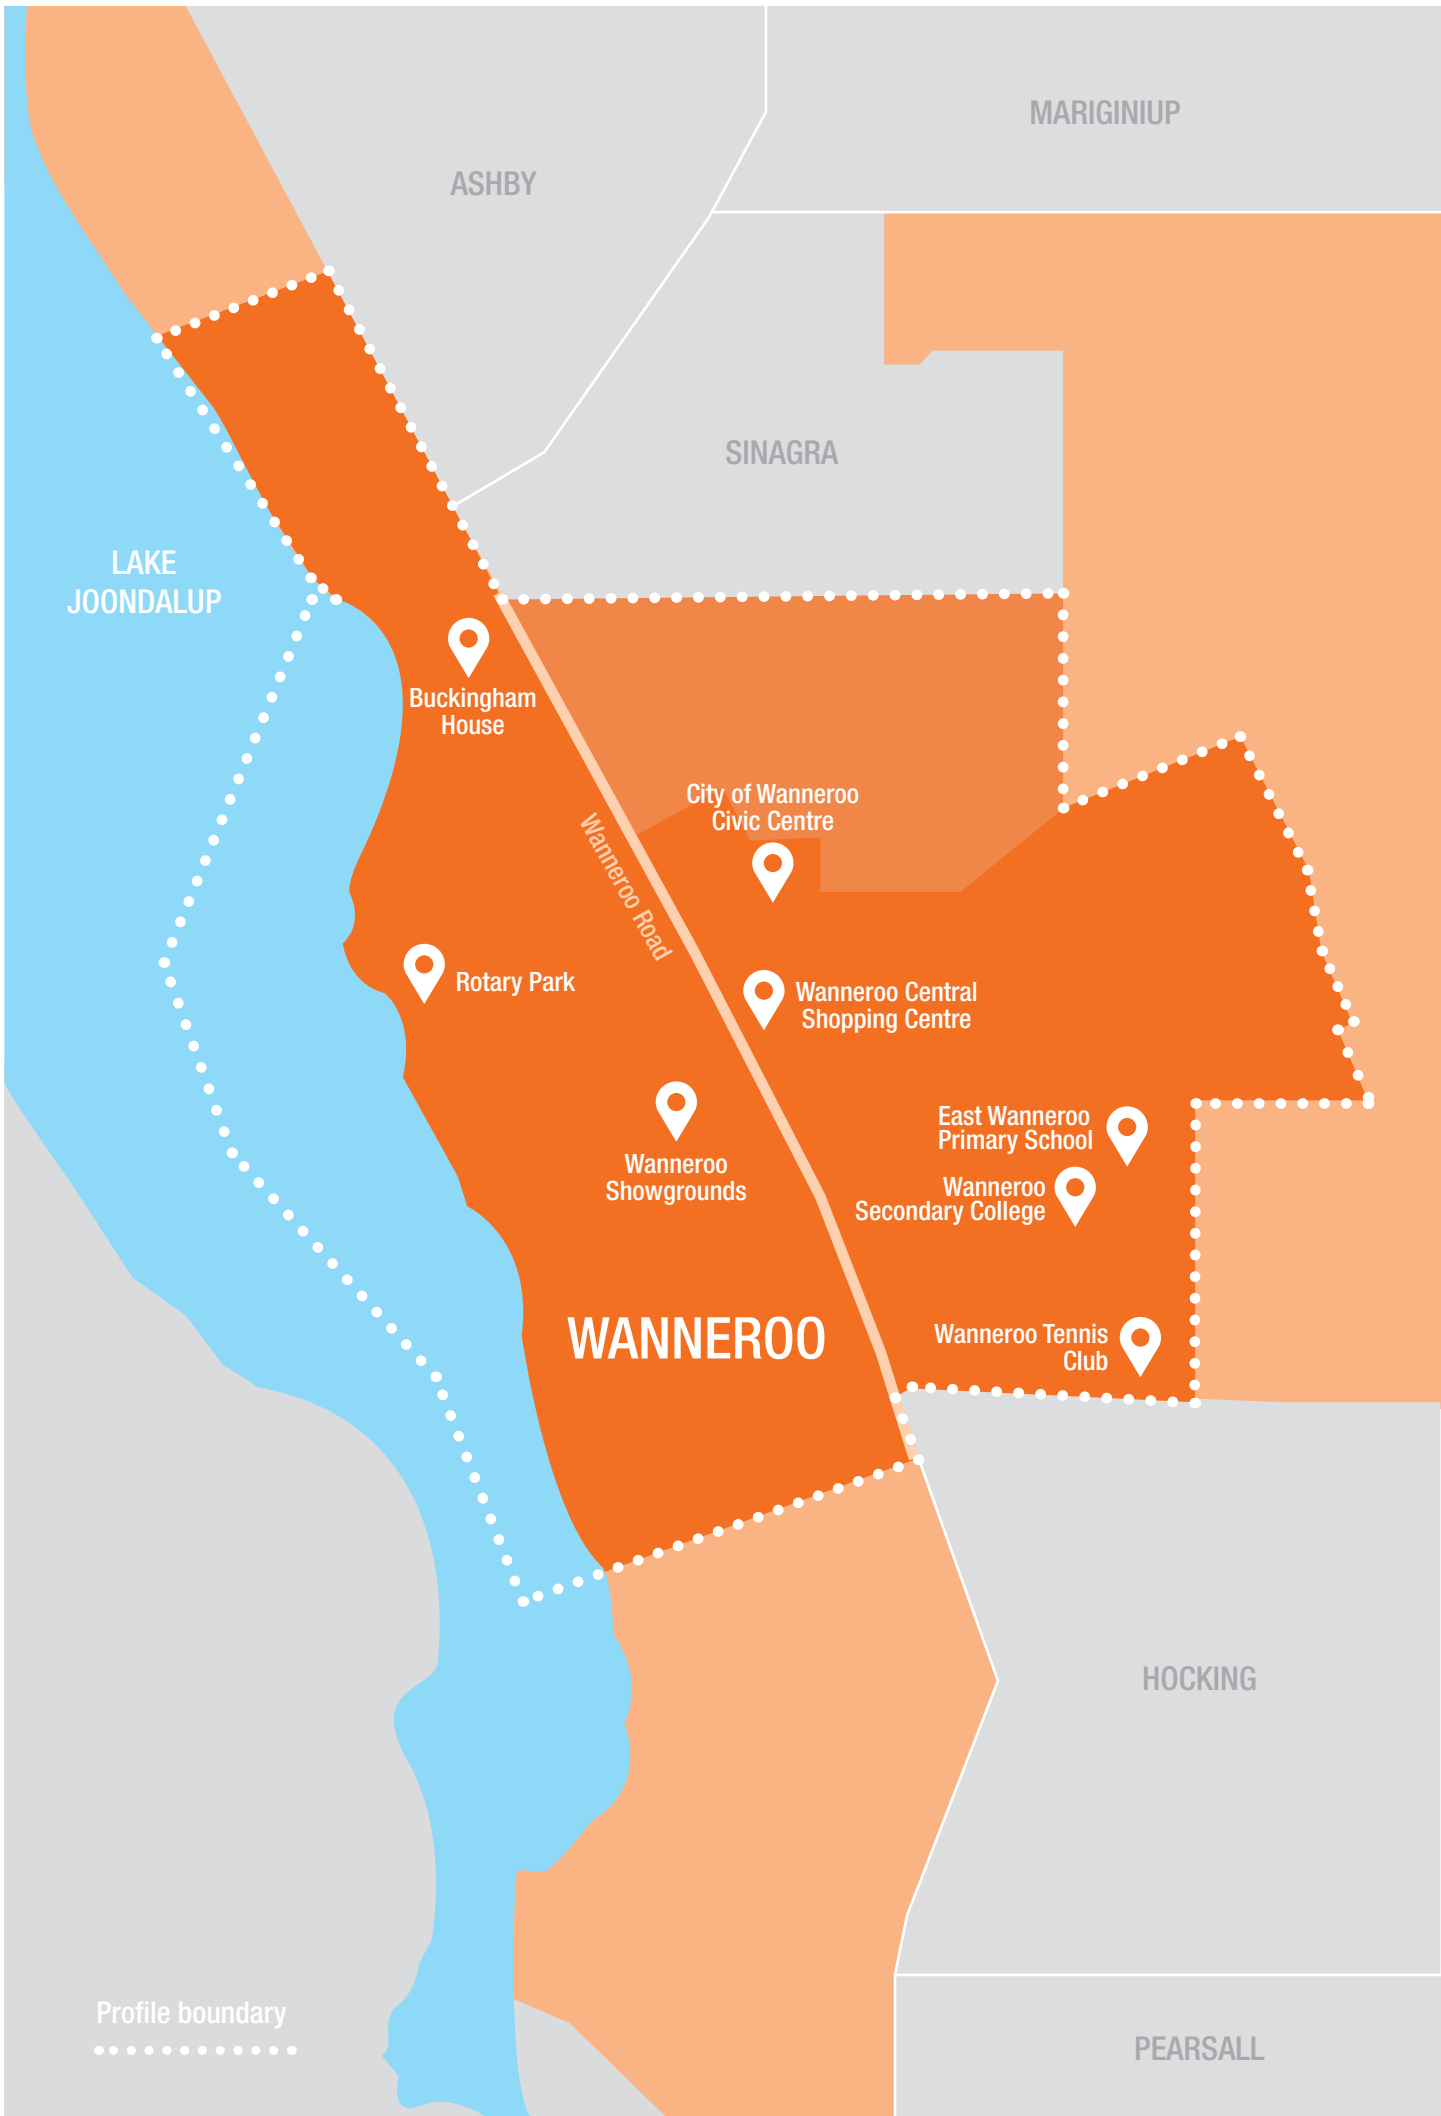 MARIGINIUP
ASHBY
SINAGRA
LAKE
JOONDALUP
Buckingham
House
City of Wanneroo
Civic Centre
Wanneroo Road
Rotary Park
Wanneroo Central
Shopping Centre
East Wanneroo
Primary School
Wanneroo
Showgrounds
Wanneroo
Secondary College
WANNEROO
Wanneroo Tennis
Club
HOCKING
Profile boundary
PEARSALL